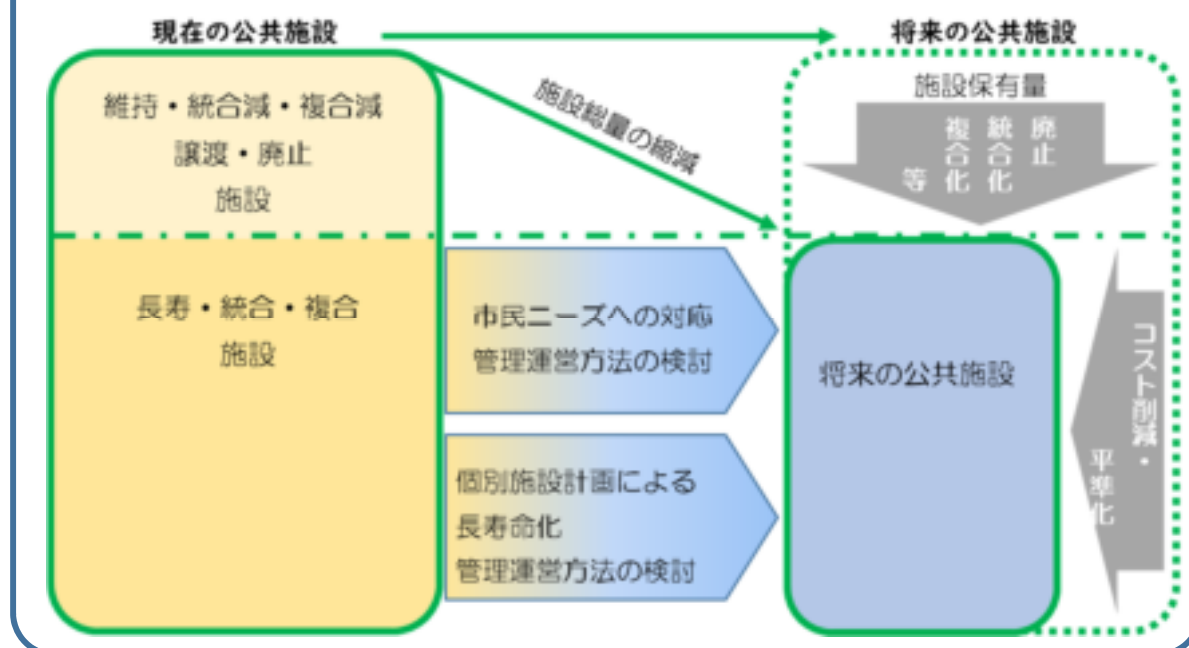 現在の公共施設
将来の公共施設
維持・統合減・複合減
譲渡・廃止
施設
施設総量の縮減
施設保有量
廃止
統合化
複合化
等
長寿・統合・複合
施設
市民ニーズへの対応
管理運営方法の検討
個別施設計画による
長寿命化
管理運営方法の検討
将来の公共施設
コスト削減・
平準化